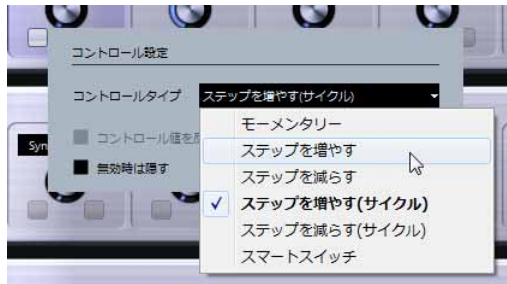 コントロール設定
コントロールタイプ ステップを増やす(サイクル)
モーメンタリー
Syn コントロール値を
ステップを増やす
無効時は隠す
ステップを減らす
ステップを増やす(サイクル)
ステップを減らす(サイクル)
スマートスイッチ